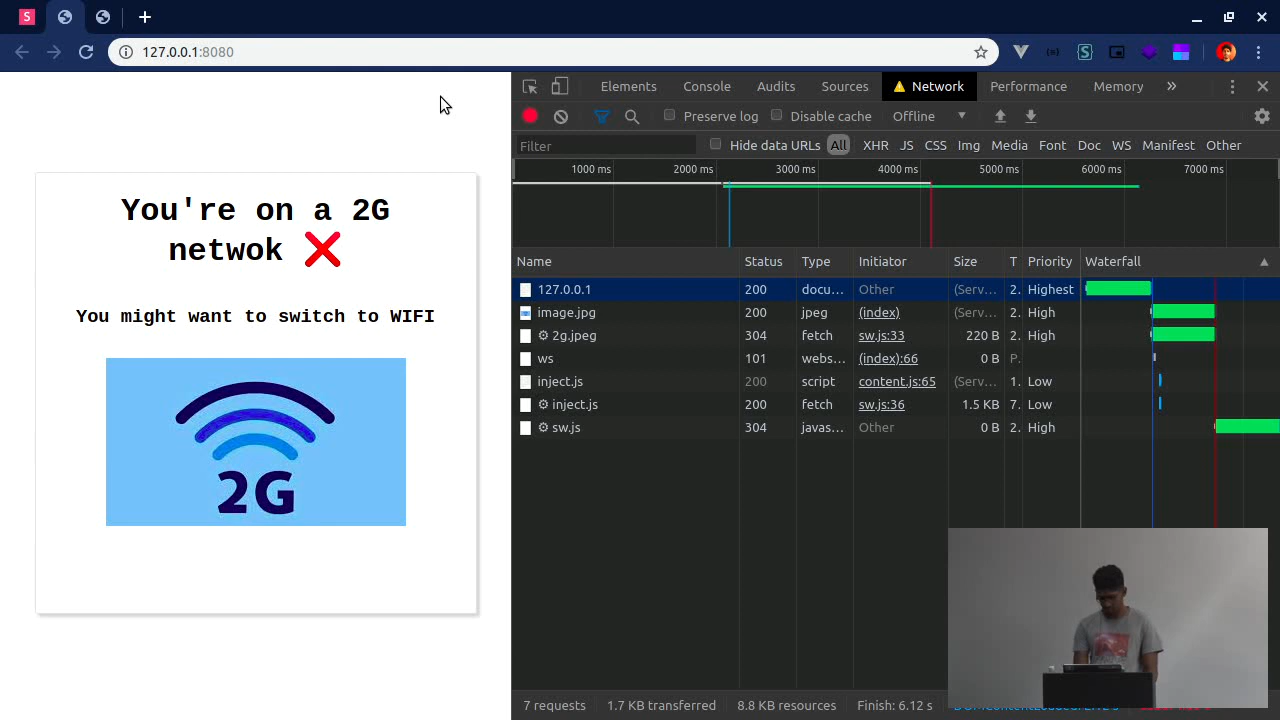 S
127.0.0.1:8080
You're on a 2G
netwok ❌
You might want to switch to WIFI
2G
Elements Console Audits Sources Network Performance Memory »
Preserve log Disable cache Offline
Filter Hide data URLs All XHR JS CSS Img Media Font Doc WS Manifest Other
1000 ms 2000 ms 3000 ms 4000 ms 5000 ms 6000 ms 7000 ms
Name Status Type Initiator Size T Priority Waterfall
127.0.0.1 200 docu… Other (Serv… 2. Highest
image.jpg 200 jpeg (index) (Serv… 2. High
2g.jpeg 304 fetch sw.js:33 220 B 2. High
ws 101 webs… (index):66 0 B P.
inject.js 200 script content.js:65 (Serv… 1. Low
inject.js 200 fetch sw.js:36 1.5 KB 7. Low
sw.js 304 javas… Other 0 B 2. High
7 requests 1.7 KB transferred 8.8 KB resources Finish: 6.12 s